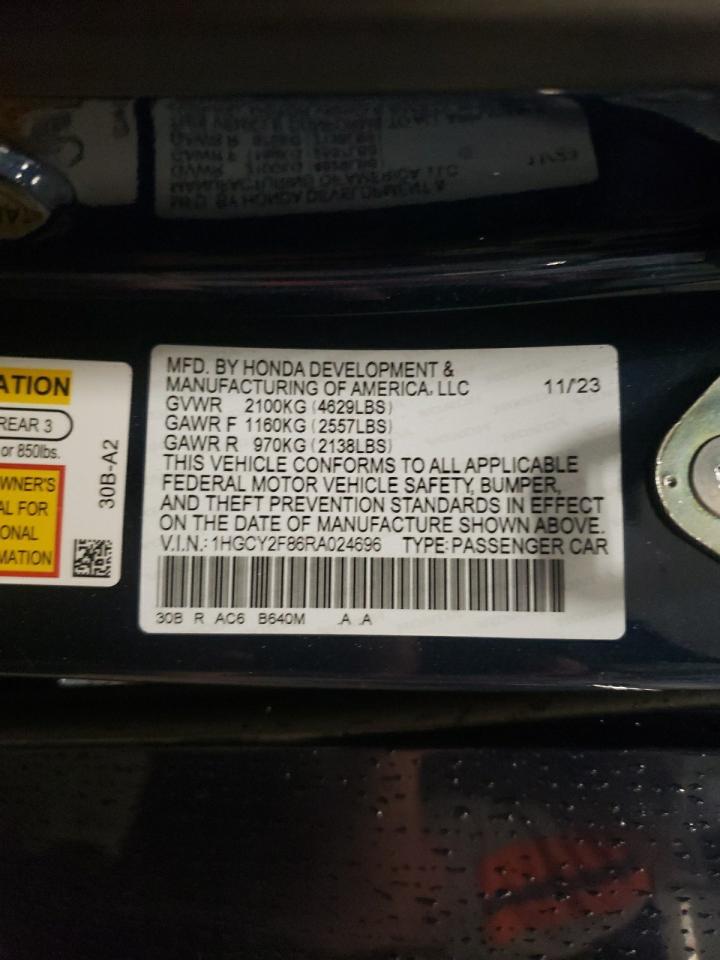 MFD. BY HONDA DEVELOPMENT &
MANUFACTURING OF AMERICA, LLC 11/23
GVWR 2100KG (4629LBS)
GAWR F 1160KG (2557LBS)
GAWR R 970KG (2138LBS)
THIS VEHICLE CONFORMS TO ALL APPLICABLE
FEDERAL MOTOR VEHICLE SAFETY, BUMPER,
AND THEFT PREVENTION STANDARDS IN EFFECT
ON THE DATE OF MANUFACTURE SHOWN ABOVE.
V.I.N.: 1HGCY2F86RA024696 TYPE: PASSENGER CAR
30B R AC6 B640M .A .A
ATION
REAR 3
or 850lbs.
WNER'S
AL FOR
ONAL
MATION
30B-A2